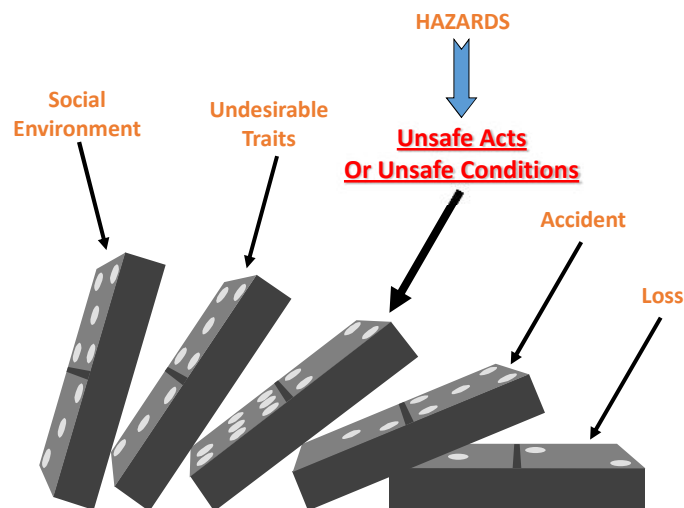 HAZARDS
Social
Environment
Undesirable
Traits
Unsafe Acts
Or Unsafe Conditions
Accident
Loss